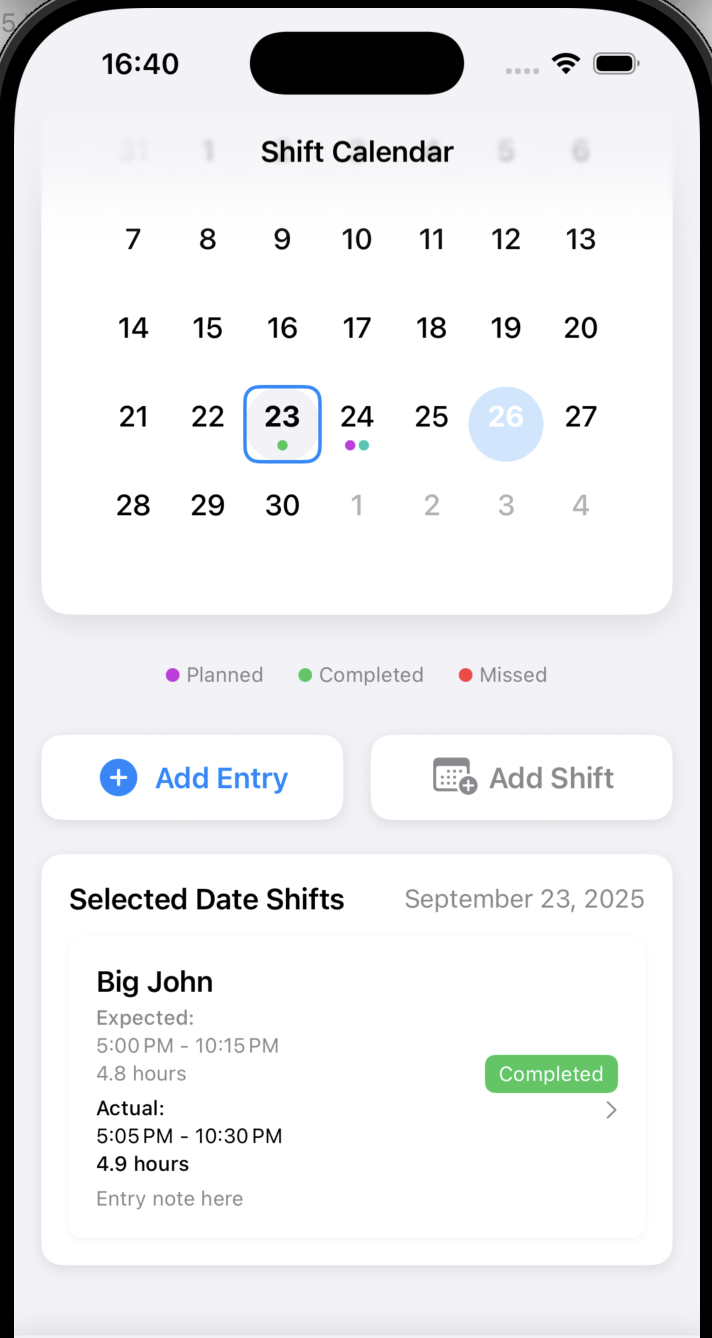 5
16:40
31 1 5 6
Shift Calendar
7 8 9 10 11 12 13
14 15 16 17 18 19 20
21 22 23 24 25 26 27
28 29 30 1 2 3 4
Planned Completed Missed
Add Entry Add Shift
Selected Date Shifts September 23, 2025
Big John
Expected:
5:00 PM - 10:15 PM
4.8 hours
Completed
Actual:
5:05 PM - 10:30 PM
4.9 hours
Entry note here